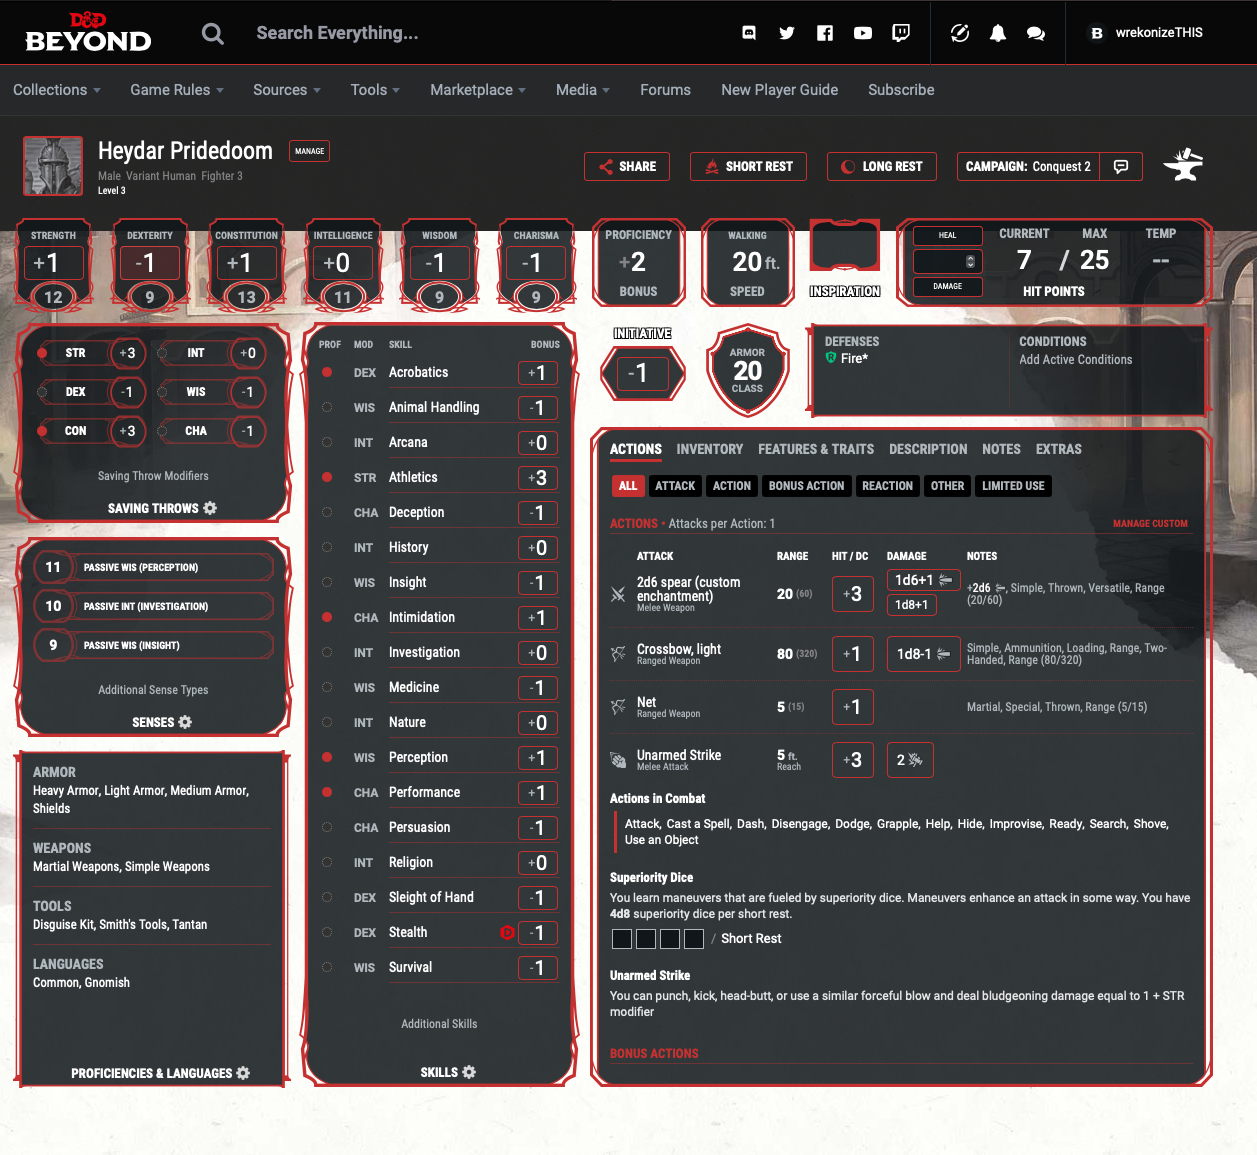 D&D
BEYOND
Search Everything...
B wrekonizeTHIS
Collections Game Rules Sources Tools Marketplace Media Forums New Player Guide Subscribe
Heydar Pridedoom MANAGE
Male Variant Human Fighter 3
Level 3
SHARE SHORT REST LONG REST CAMPAIGN: Conquest 2
STRENGTH
+1
12
DEXTERITY
-1
9
CONSTITUTION
+1
13
INTELLIGENCE
+0
11
WISDOM
-1
9
CHARISMA
-1
9
PROFICIENCY
+2
BONUS
WALKING
20 ft.
SPEED
INSPIRATION
HEAL
DAMAGE
CURRENT MAX TEMP
7 / 25 --
HIT POINTS
STR +3 INT +0
DEX -1 WIS -1
CON +3 CHA -1
Saving Throw Modifiers
SAVING THROWS
11 PASSIVE WIS (PERCEPTION)
10 PASSIVE INT (INVESTIGATION)
9 PASSIVE WIS (INSIGHT)
Additional Sense Types
SENSES
ARMOR
Heavy Armor, Light Armor, Medium Armor,
Shields
WEAPONS
Martial Weapons, Simple Weapons
TOOLS
Disguise Kit, Smith's Tools, Tantan
LANGUAGES
Common, Gnomish
PROFICIENCIES & LANGUAGES
PROF MOD SKILL BONUS
DEX Acrobatics +1
WIS Animal Handling -1
INT Arcana +0
STR Athletics +3
CHA Deception -1
INT History +0
WIS Insight -1
CHA Intimidation +1
INT Investigation +0
WIS Medicine -1
INT Nature +0
WIS Perception +1
CHA Performance +1
CHA Persuasion -1
INT Religion +0
DEX Sleight of Hand -1
DEX Stealth D -1
WIS Survival -1
Additional Skills
SKILLS
INITIATIVE
-1
ARMOR
20
CLASS
DEFENSES
R Fire*
CONDITIONS
Add Active Conditions
ACTIONS INVENTORY FEATURES & TRAITS DESCRIPTION NOTES EXTRAS
ALL ATTACK ACTION BONUS ACTION REACTION OTHER LIMITED USE
ACTIONS • Attacks per Action: 1 MANAGE CUSTOM
ATTACK RANGE HIT / DC DAMAGE NOTES
2d6 spear (custom
enchantment)
Melee Weapon
20 (60) +3
1d6+1
1d8+1
+2d6 , Simple, Thrown, Versatile, Range
(20/60)
Crossbow, light
Ranged Weapon
80 (320) +1 1d8-1
Simple, Ammunition, Loading, Range, Two-
Handed, Range (80/320)
Net
Ranged Weapon
5 (15) +1
Martial, Special, Thrown, Range (5/15)
Unarmed Strike
Melee Attack
5 ft.
Reach
+3 2
Actions in Combat
Attack, Cast a Spell, Dash, Disengage, Dodge, Grapple, Help, Hide, Improvise, Ready, Search, Shove,
Use an Object
Superiority Dice
You learn maneuvers that are fueled by superiority dice. Maneuvers enhance an attack in some way. You have
4d8 superiority dice per short rest.
/ Short Rest
Unarmed Strike
You can punch, kick, head-butt, or use a similar forceful blow and deal bludgeoning damage equal to 1 + STR
modifier
BONUS ACTIONS